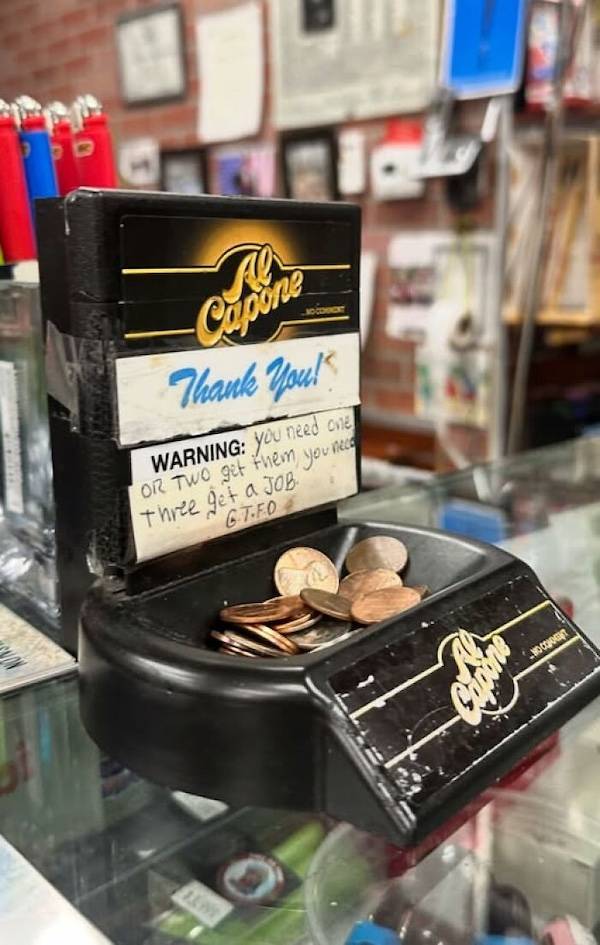 Al
Capone
...NO COMMENT
Thank You!
WARNING: you need one
OR TWO get them, you need
three get a JOB
G.T.F.O
Al
Capone
...NO COMMENT